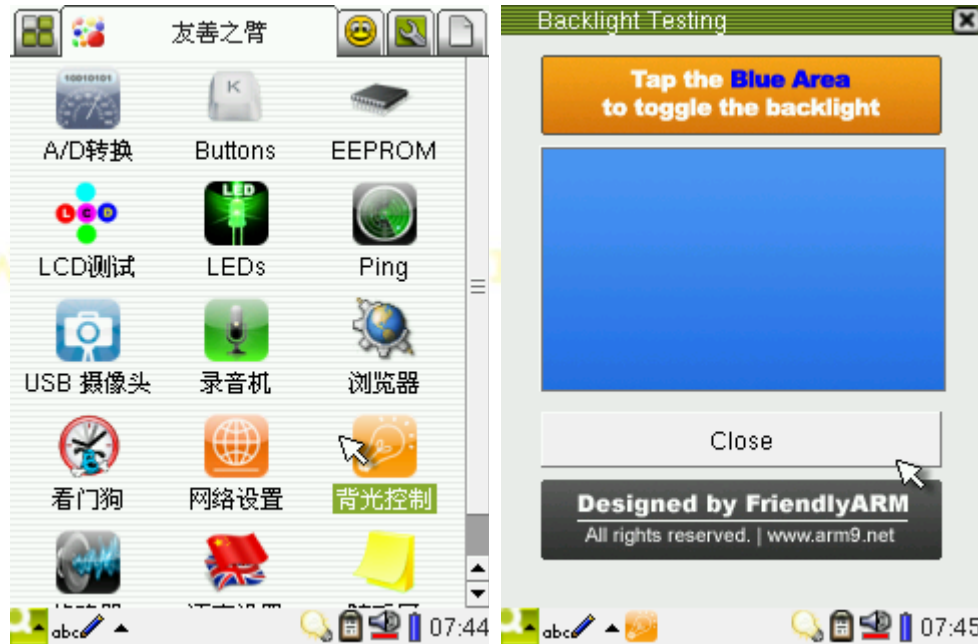 友善之臂
10010101
K
A/D转换 Buttons EEPROM
L C D
LED
LCD测试 LEDs Ping
USB 摄像头 录音机 浏览器
看门狗 网络设置 背光控制
abc 07:44
Backlight Testing
Tap the Blue Area
to toggle the backlight
Close
Designed by FriendlyARM
All rights reserved. | www.arm9.net
abc 07:45